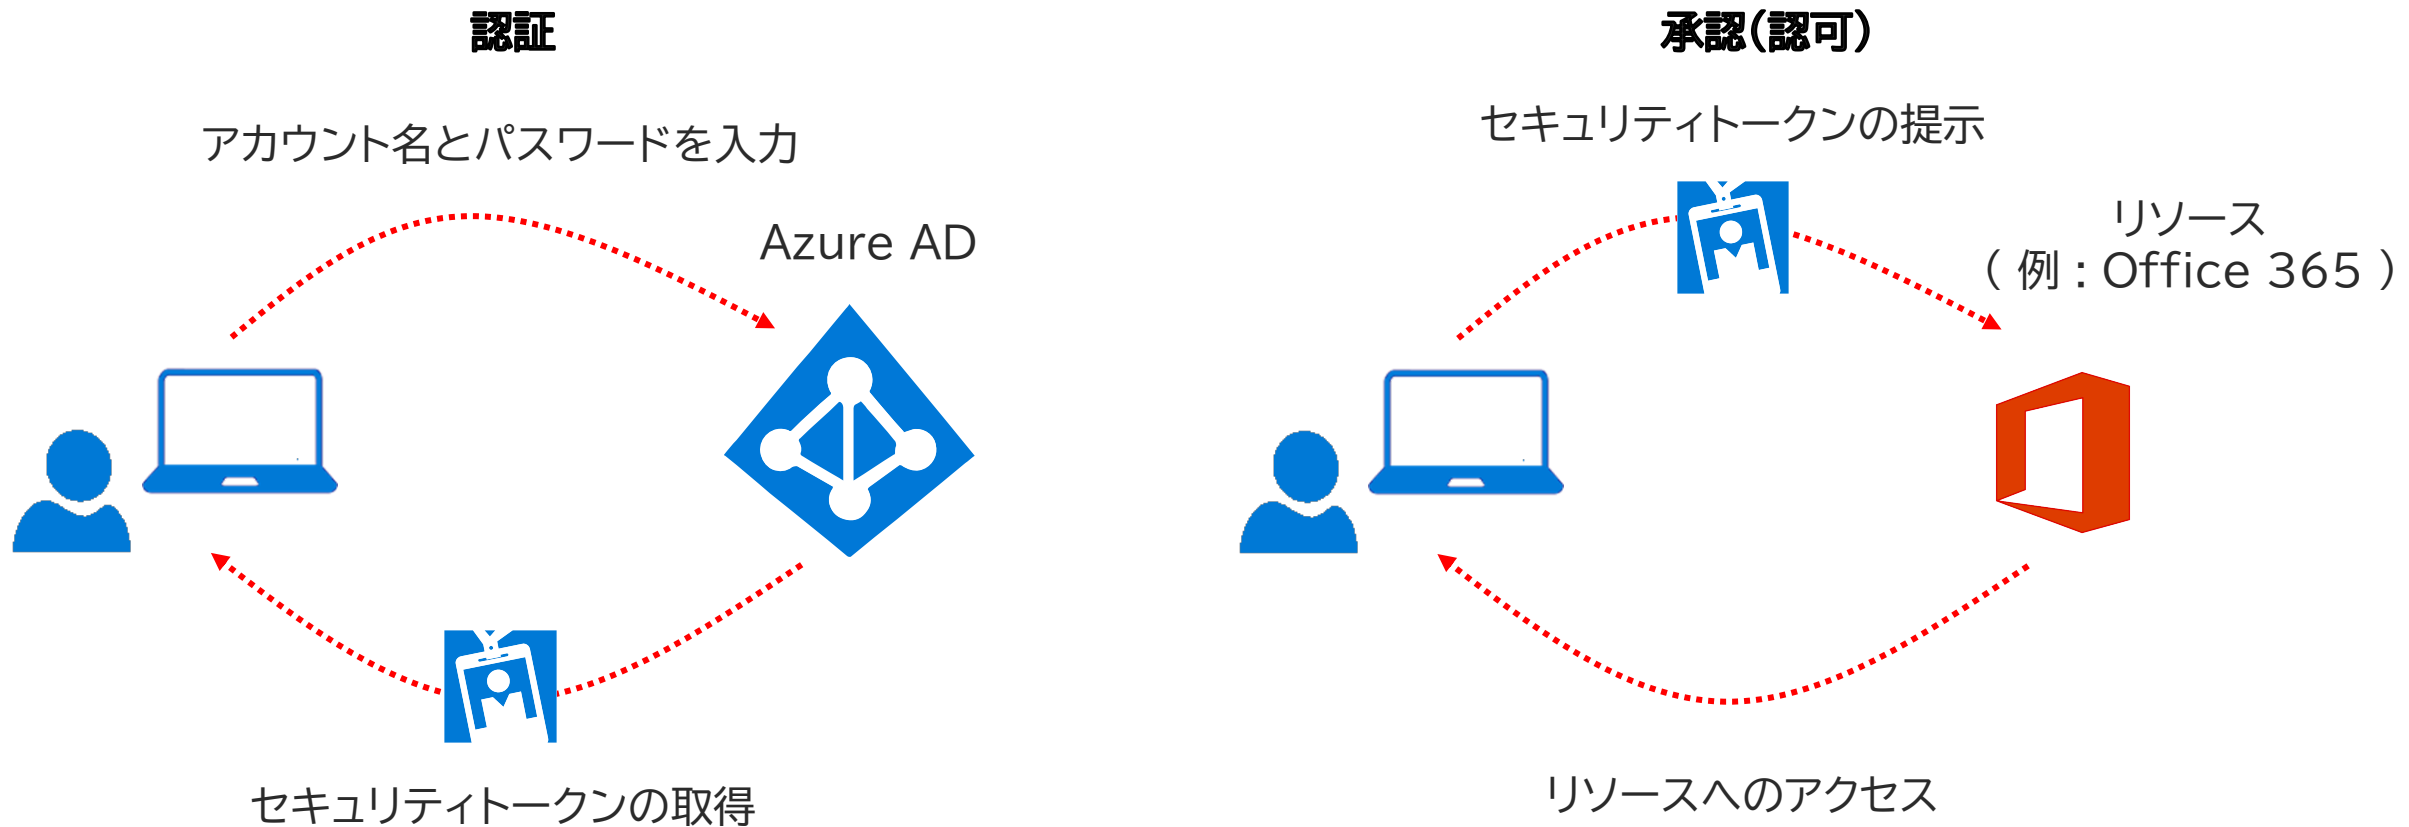 認証
アカウント名とパスワードを入力
Azure AD
セキュリティトークンの取得
承認(認可)
セキュリティトークンの提示
リソース
( 例 : Office 365 )
リソースへのアクセス